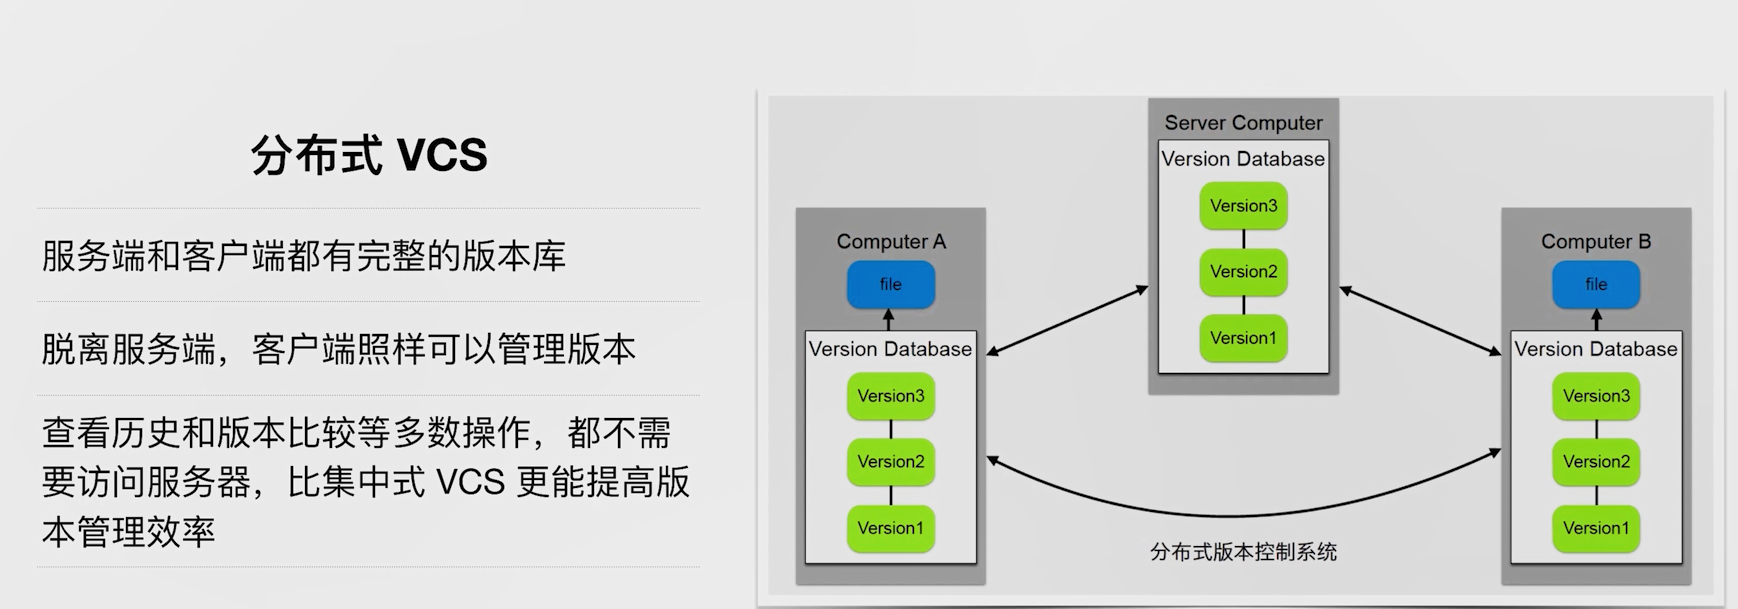 分布式 VCS
服务端和客户端都有完整的版本库
脱离服务端，客户端照样可以管理版本
查看历史和版本比较等多数操作，都不需
要访问服务器，比集中式 VCS 更能提高版
本管理效率
Server Computer
Version Database
Version3
Version2
Version1
Computer A
file
Version Database
Version3
Version2
Version1
Computer B
file
Version Database
Version3
Version2
Version1
分布式版本控制系统